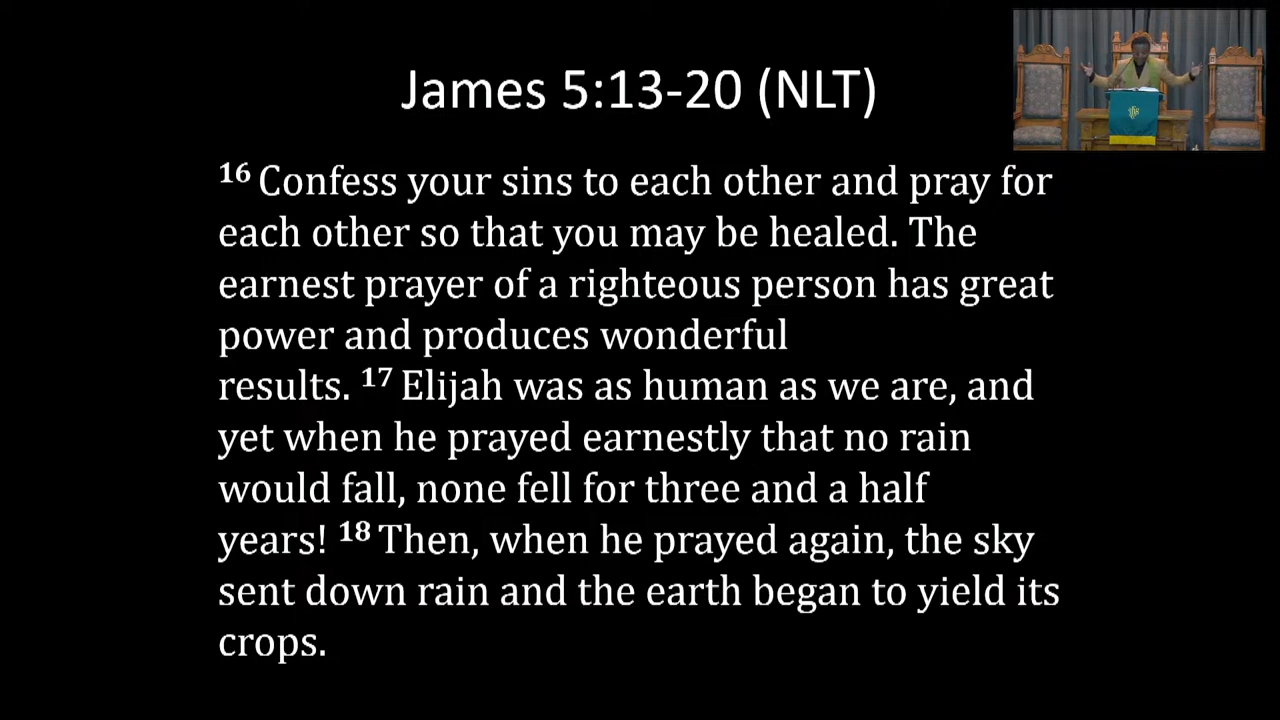 James 5:13-20 (NLT)
16 Confess your sins to each other and pray for
each other so that you may be healed. The
earnest prayer of a righteous person has great
power and produces wonderful
results. 17 Elijah was as human as we are, and
yet when he prayed earnestly that no rain
would fall, none fell for three and a half
years! 18 Then, when he prayed again, the sky
sent down rain and the earth began to yield its
crops.